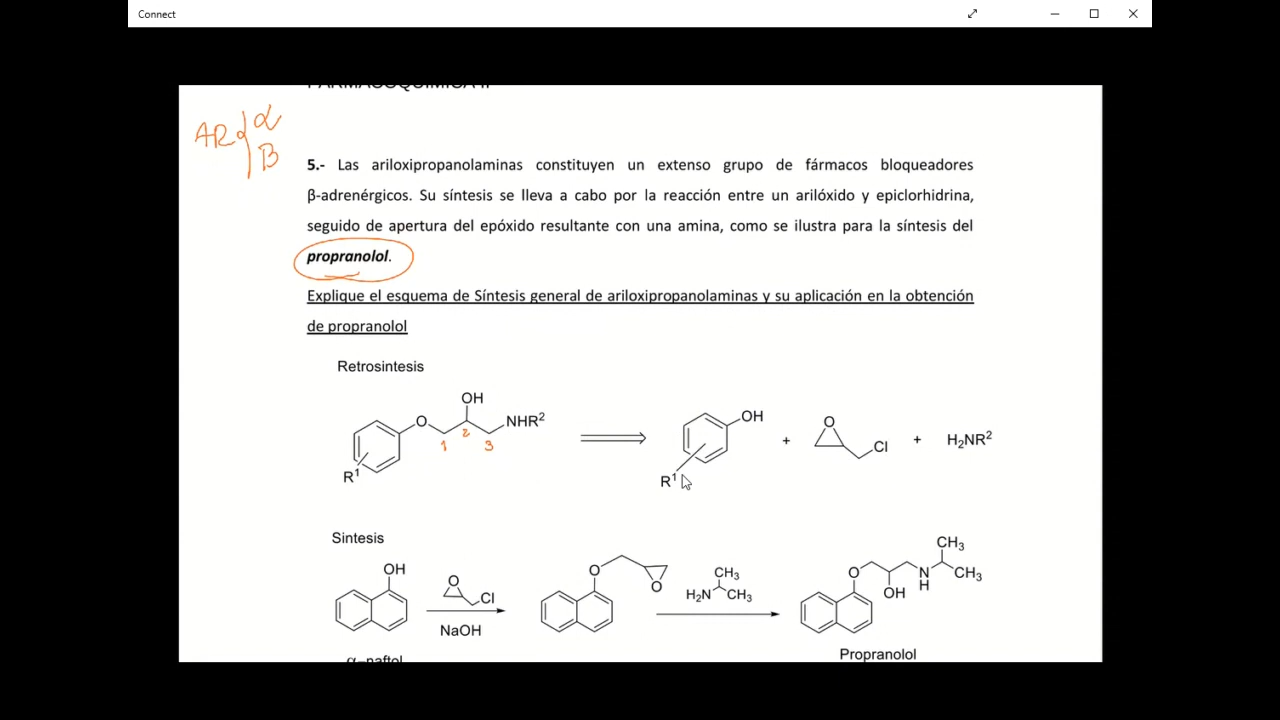 Connect
FARMACOQUIMICA II
AR α
α
β
5.- Las ariloxipropanolaminas constituyen un extenso grupo de fármacos bloqueadores
β-adrenérgicos. Su síntesis se lleva a cabo por la reacción entre un arilóxido y epiclorhidrina,
seguido de apertura del epóxido resultante con una amina, como se ilustra para la síntesis del
propranolol.
Explique el esquema de Síntesis general de ariloxipropanolaminas y su aplicación en la obtención
de propranolol
Retrosintesis
OH
O NHR²
1 2 3
R¹
OH
R¹
+
O
Cl
+
H₂NR²
Sintesis
OH
O
Cl
NaOH
α-naftol
O
O
CH₃
H₂N CH₃
CH₃
O N CH₃
H
OH
Propranolol